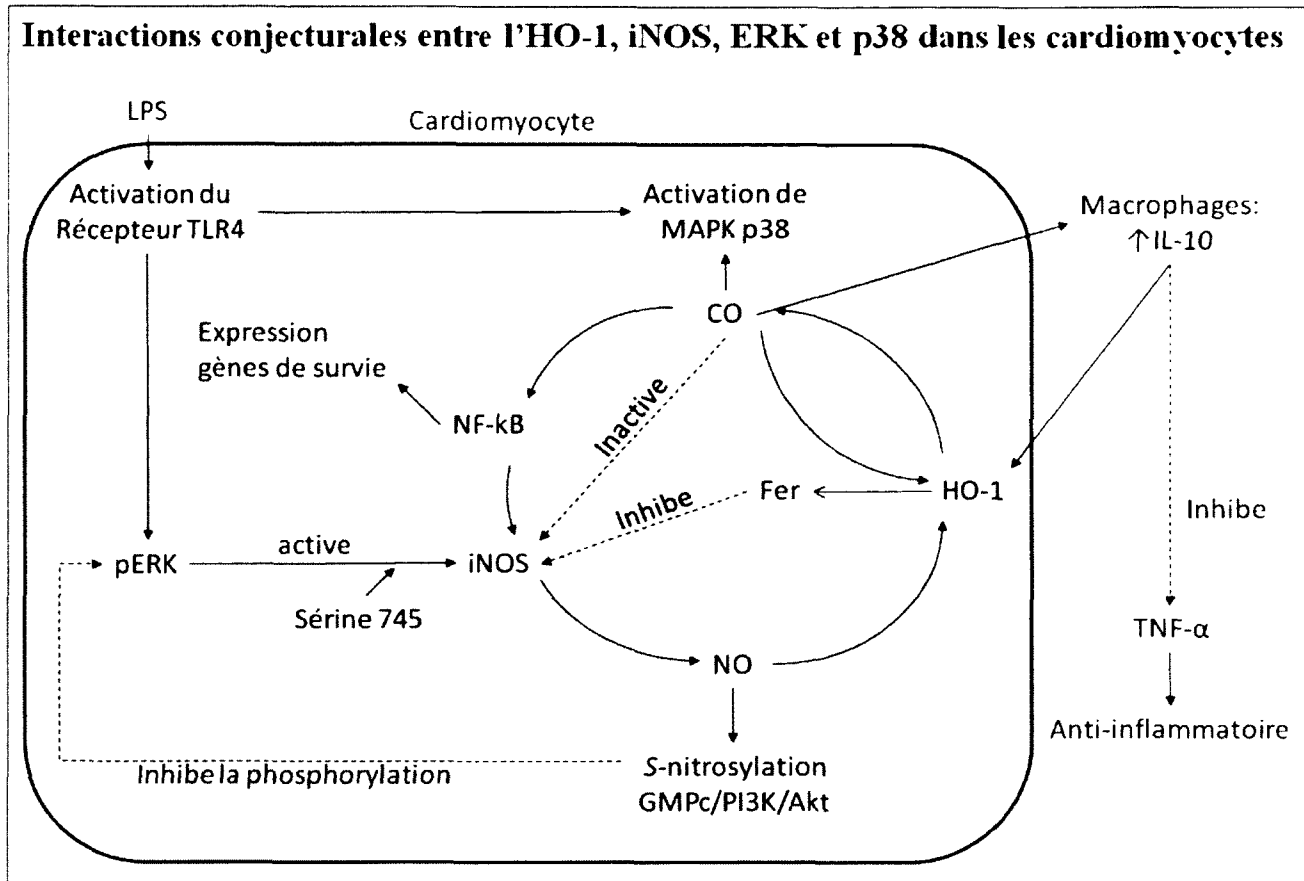 Interactions conjecturales entre l'HO-1, iNOS, ERK et p38 dans les cardiomyocytes
LPS
Cardiomyocyte
Activation du
Récepteur TLR4
Activation de
MAPK p38
Macrophages:
↑IL-10
CO
Expression
gènes de survie
NF-kB
Inactive
Fer
HO-1
Inhibe
Inhibe
pERK
active
iNOS
Sérine 745
TNF-α
NO
Anti-inflammatoire
Inhibe la phosphorylation
S-nitrosylation
GMPc/PI3K/Akt